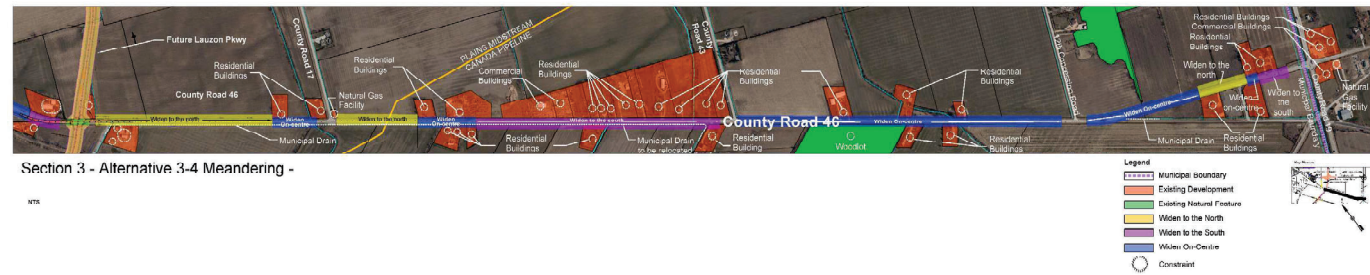 Future Lauzon Pkwy
County Road 17
Residential
Buildings
County Road 46
Natural Gas
Facility
Widen
On-centre
Municipal Drain
Residential
Buildings
PLAINS MIDSTREAM
CANADA PIPELINE
Widen to the north
Widen to the north
Widen
On-centre
Commercial
Buildings
Residential
Buildings
Residential
Buildings
Widen to the south
Municipal Drain
to be relocated
County
Road 43
Residential
Buildings
Residential
Building
County Road 46
Widen On-Centre
Woodlot
Residential
Buildings
Residential
Buildings
Municipal Drain
Widen to the
north
Residential
Buildings
Residential Buildings
Commercial Buildings
Widen
on-centre
Widen to
the
south
Residential
Buildings
Natural
Gas
Facility
Section 3 - Alternative 3-4 Meandering -
NTS
Legend
Municipal Boundary
Existing Development
Existing Natural Feature
Widen to the North
Widen to the South
Widen On-Centre
Constraint